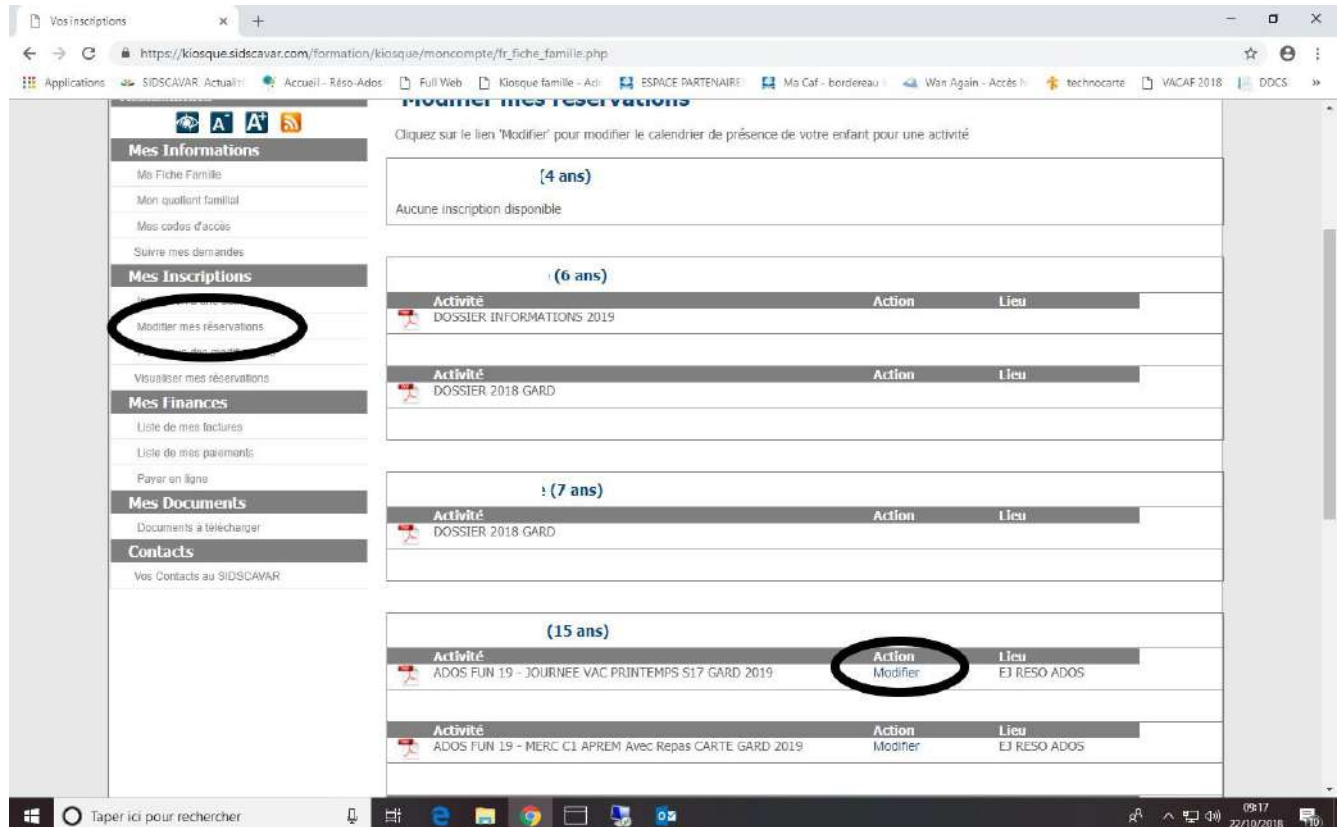 Vos inscriptions
https://kiosque.sidscavar.com/formation/kiosque/moncompte/fr_fiche_famille.php
Applications SIDSCAVAR Actualit Accueil - Réso-Ados Full Web Kiosque famille - Ad ESPACE PARTENAIRE Ma Caf - bordereau Wan Again - Accès technocarte VACAF 2018 DDCS »
Modifier mes réservations
Cliquez sur le lien 'Modifier' pour modifier le calendrier de présence de votre enfant pour une activité
A- A+
Mes Informations
Ma Fiche Famille
Mon quotient familial
Mes codes d'accès
Suivre mes demandes
Mes Inscriptions
Modifier mes réservations
Visualiser mes réservations
Mes Finances
Liste de mes factures
Liste de mes paiements
Payer en ligne
Mes Documents
Documents à télécharger
Contacts
Vos Contacts au SIDSCAVAR
(4 ans)
Aucune inscription disponible
(6 ans)
Activité Action Lieu
DOSSIER INFORMATIONS 2019
Activité Action Lieu
DOSSIER 2018 GARD
(7 ans)
Activité Action Lieu
DOSSIER 2018 GARD
(15 ans)
Activité Action Lieu
ADOS FUN 19 - JOURNEE VAC PRINTEMPS S17 GARD 2019 Modifier EJ RESO ADOS
Activité Action Lieu
ADOS FUN 19 - MERC C1 APREM Avec Repas CARTE GARD 2019 Modifier EJ RESO ADOS
Taper ici pour rechercher
09:17
22/10/2018